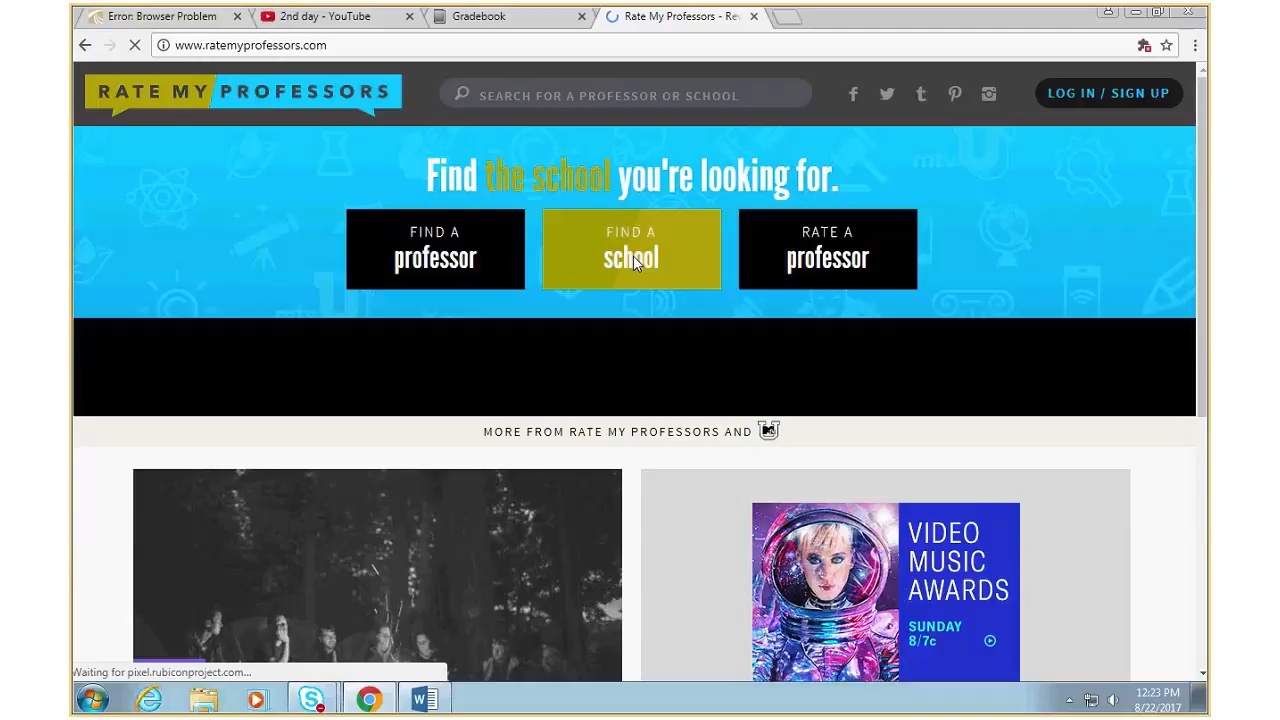 Error: Browser Problem
2nd day - YouTube
Gradebook
Rate My Professors - Re
www.ratemyprofessors.com
RATE MY PROFESSORS
SEARCH FOR A PROFESSOR OR SCHOOL
LOG IN / SIGN UP
Find the school you're looking for.
FIND A
professor
FIND A
school
RATE A
professor
MORE FROM RATE MY PROFESSORS AND
VIDEO
MUSIC
AWARDS
SUNDAY
8/7c
Waiting for pixel.rubiconproject.com...
12:23 PM
8/22/2017